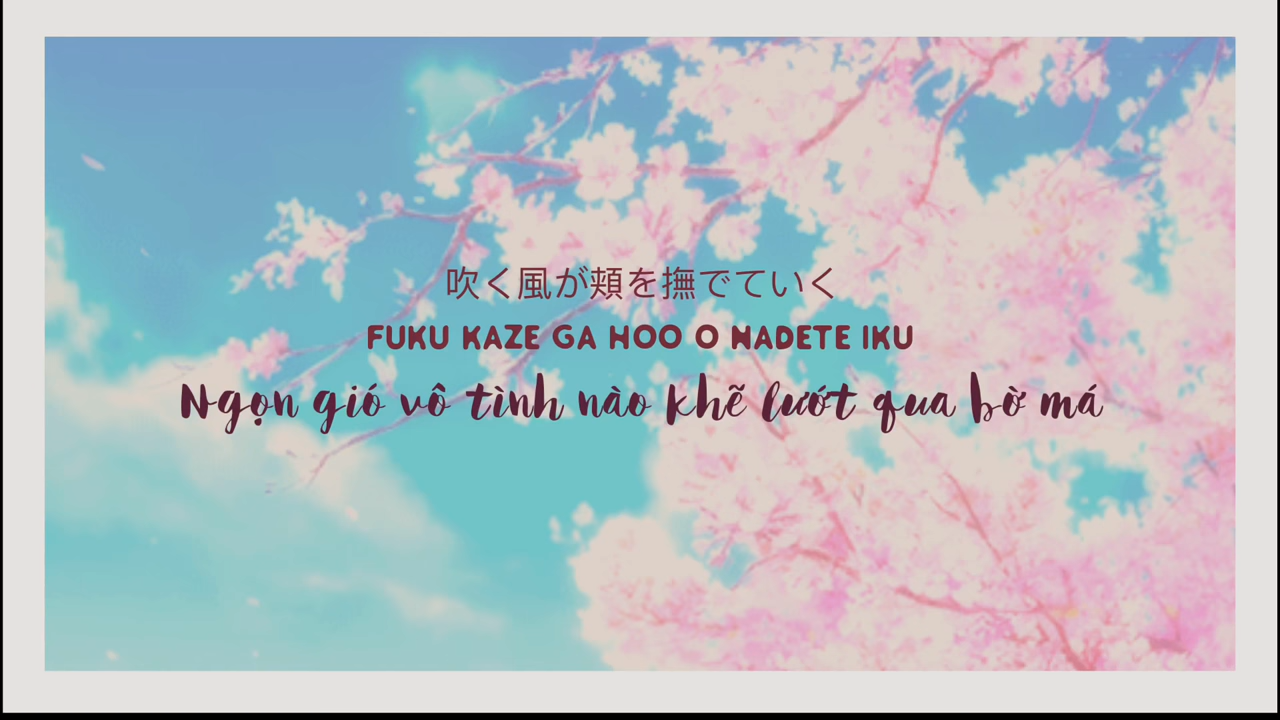 吹く風が頬を撫でていく
FUKU KAZE GA HOO O NADETE IKU
Ngọn gió vô tình nào khẽ lướt qua bờ má